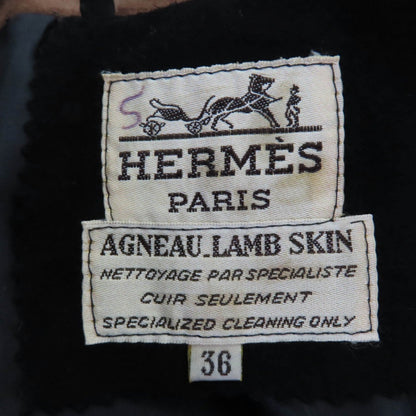 S
HERMÈS
PARIS
AGNEAU_LAMB SKIN
NETTOYAGE PAR SPECIALISTE
CUIR SEULEMENT
SPECIALIZED CLEANING ONLY
36